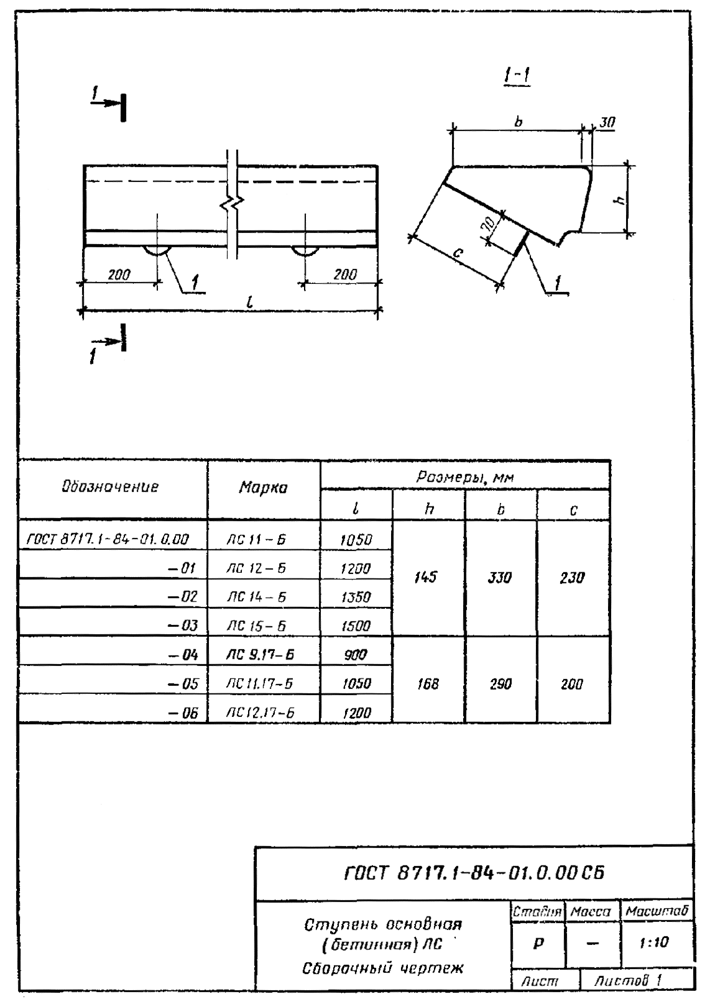 1
1-1
b 30
h
70
c
1
200 1 200
l
1
Обозначение Марка Размеры, мм
l h b c
ГОСТ 8717.1-84-01.0.00 ЛС 11-Б 1050
-01 ЛС 12-Б 1200 145 330 230
-02 ЛС 14-Б 1350
-03 ЛС 15-Б 1500
-04 ЛС 9.17-Б 900
-05 ЛС 11.17-Б 1050 168 290 200
-06 ЛС 12.17-Б 1200
ГОСТ 8717.1-84-01.0.00 СБ
Ступень основная
(бетинная) ЛС
Сборочный чертеж
Стадия Масса Масштаб
Р — 1:10
Лист Листов 1